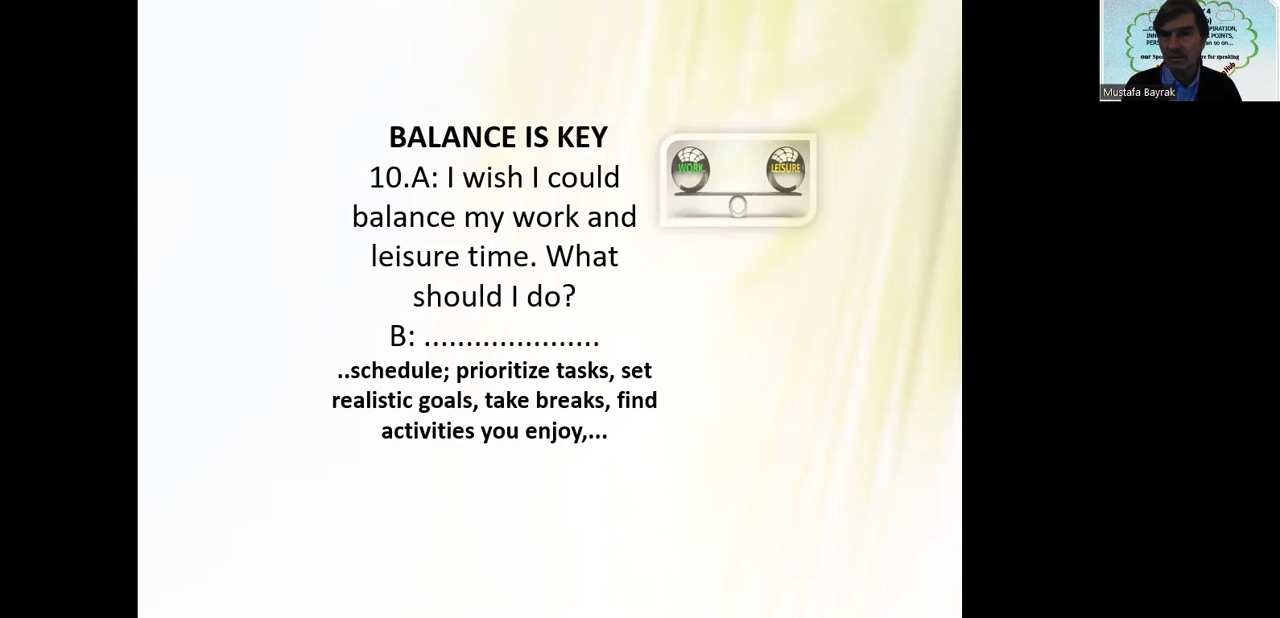 BALANCE IS KEY
10.A: I wish I could
balance my work and
leisure time. What
should I do?
B: .....................
..schedule; prioritize tasks, set
realistic goals, take breaks, find
activities you enjoy,...
WORK
LEISURE
Mustafa Bayrak